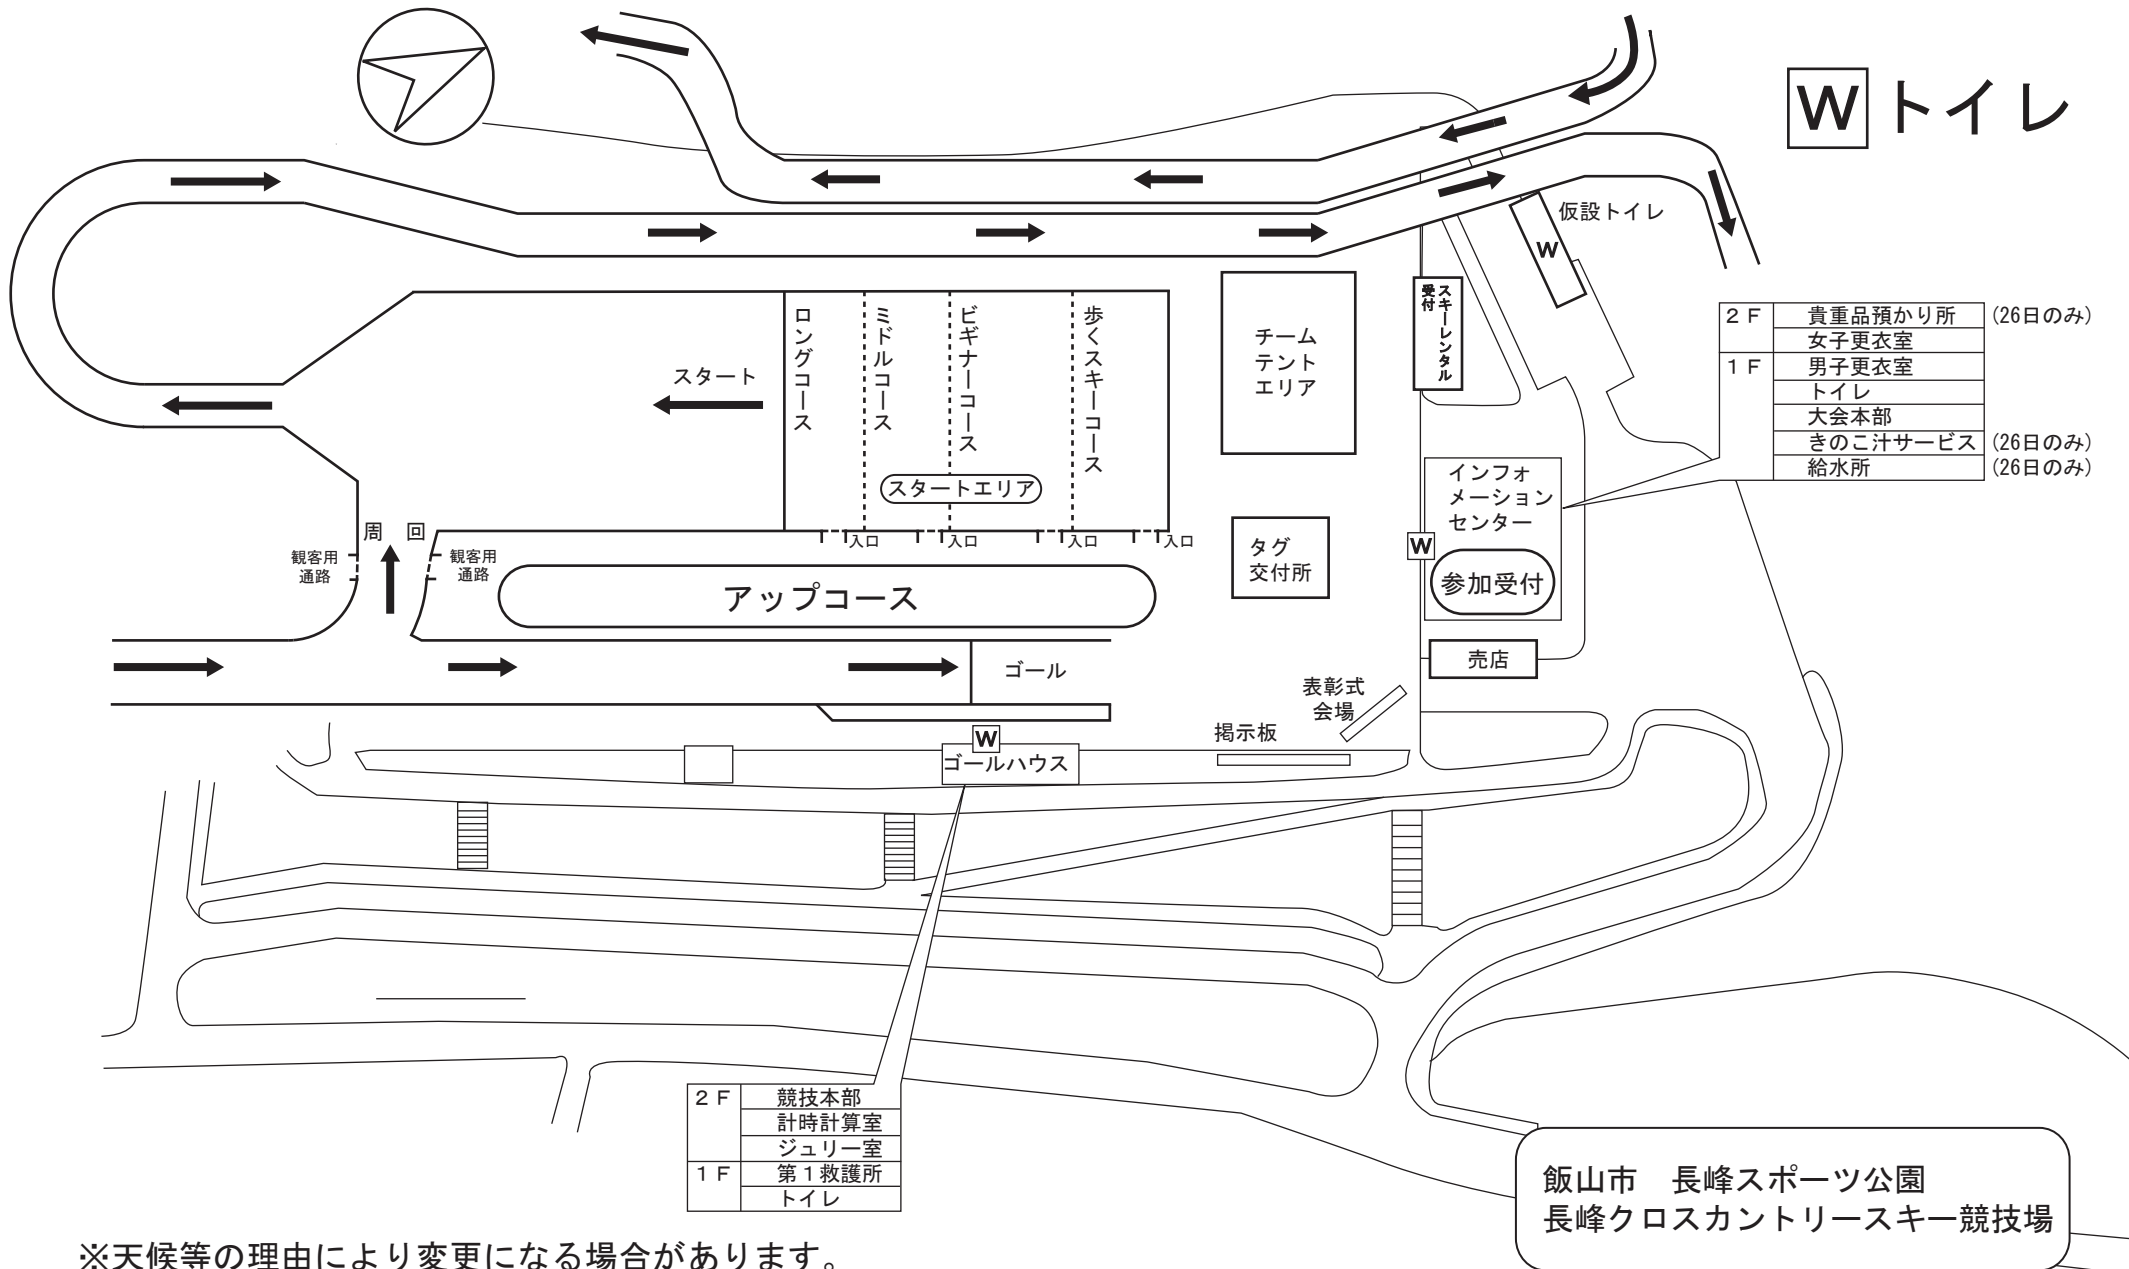 W トイレ
仮設トイレ
W
2F 貴重品預かり所 (26日のみ)
女子更衣室
1F 男子更衣室
トイレ
大会本部
きのこ汁サービス (26日のみ)
給水所 (26日のみ)
スタート
ロングコース
ミドルコース
ビギナーコース
歩くスキーコース
スタートエリア
チーム
テント
エリア
スキーレンタル
受付
インフォ
メーション
センター
W
参加受付
タグ
交付所
売店
周 回
観客用
通路
観客用
通路
入口
入口
入口
入口
アップコース
ゴール
表彰式
会場
掲示板
W
ゴールハウス
2F 競技本部
計時計算室
ジュリー室
1F 第1救護所
トイレ
飯山市 長峰スポーツ公園
長峰クロスカントリースキー競技場
※天候等の理由により変更になる場合があります。